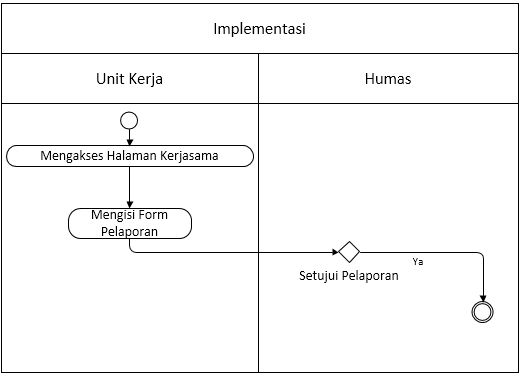 Implementasi
Unit Kerja
Humas
Mengakses Halaman Kerjasama
Mengisi Form
Pelaporan
Setujui Pelaporan
Ya